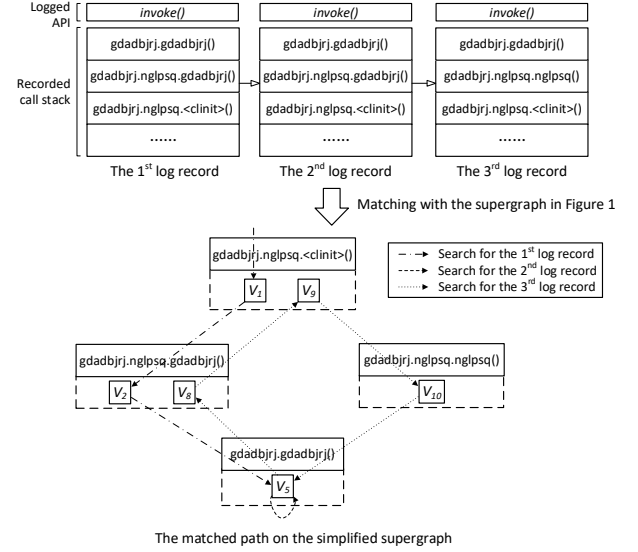 Logged API
invoke()
invoke()
invoke()
Recorded call stack
gdadbjrj.gdadbjrj()
gdadbjrj.gdadbjrj()
gdadbjrj.gdadbjrj()
gdadbjrj.nglpsq.gdadbjrj()
gdadbjrj.nglpsq.gdadbjrj()
gdadbjrj.nglpsq.nglpsq()
gdadbjrj.nglpsq.<clinit>()
gdadbjrj.nglpsq.<clinit>()
gdadbjrj.nglpsq.<clinit>()
......
......
......
The 1st log record
The 2nd log record
The 3rd log record
Matching with the supergraph in Figure 1
gdadbjrj.nglpsq.<clinit>()
V1
V9
Search for the 1st log record
Search for the 2nd log record
Search for the 3rd log record
gdadbjrj.nglpsq.gdadbjrj()
V2
V8
gdadbjrj.nglpsq.nglpsq()
V10
gdadbjrj.gdadbjrj()
V5
The matched path on the simplified supergraph